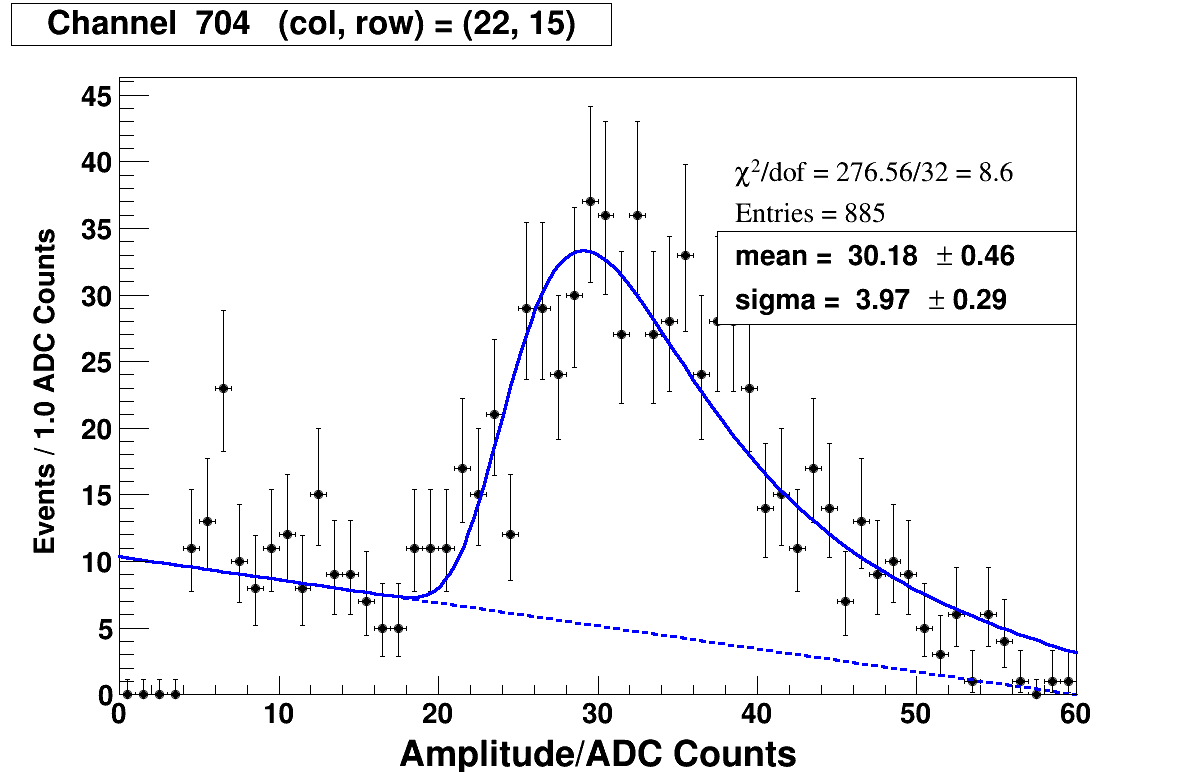 Channel 704 (col, row) = (22, 15)
Events / 1.0 ADC Counts
45
40
35
30
25
20
15
10
5
0
χ²/dof = 276.56/32 = 8.6
Entries = 885
mean = 30.18 ± 0.46
sigma = 3.97 ± 0.29
0 10 20 30 40 50 60
Amplitude/ADC Counts